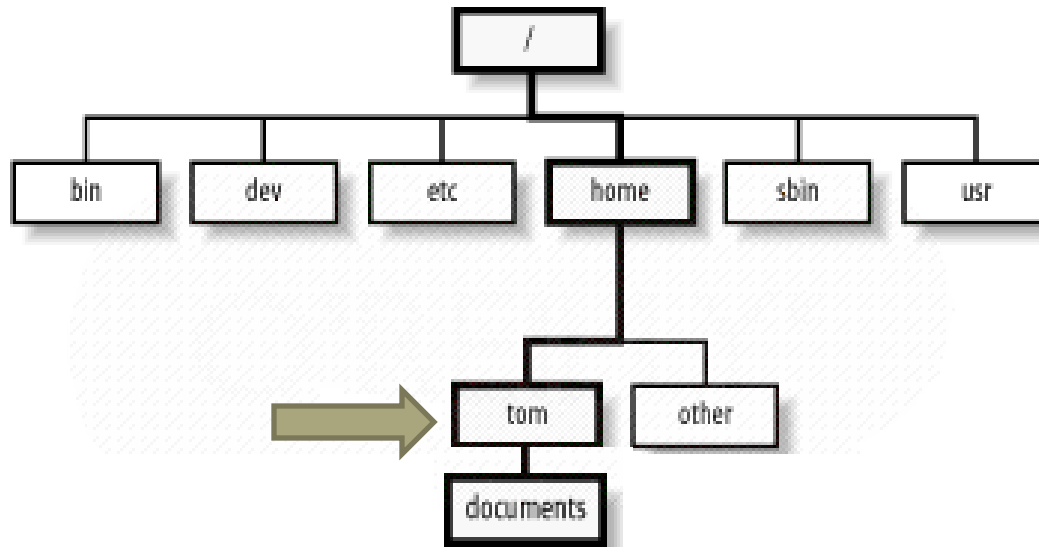 /
bin dev etc home sbin usr
tom other
documents